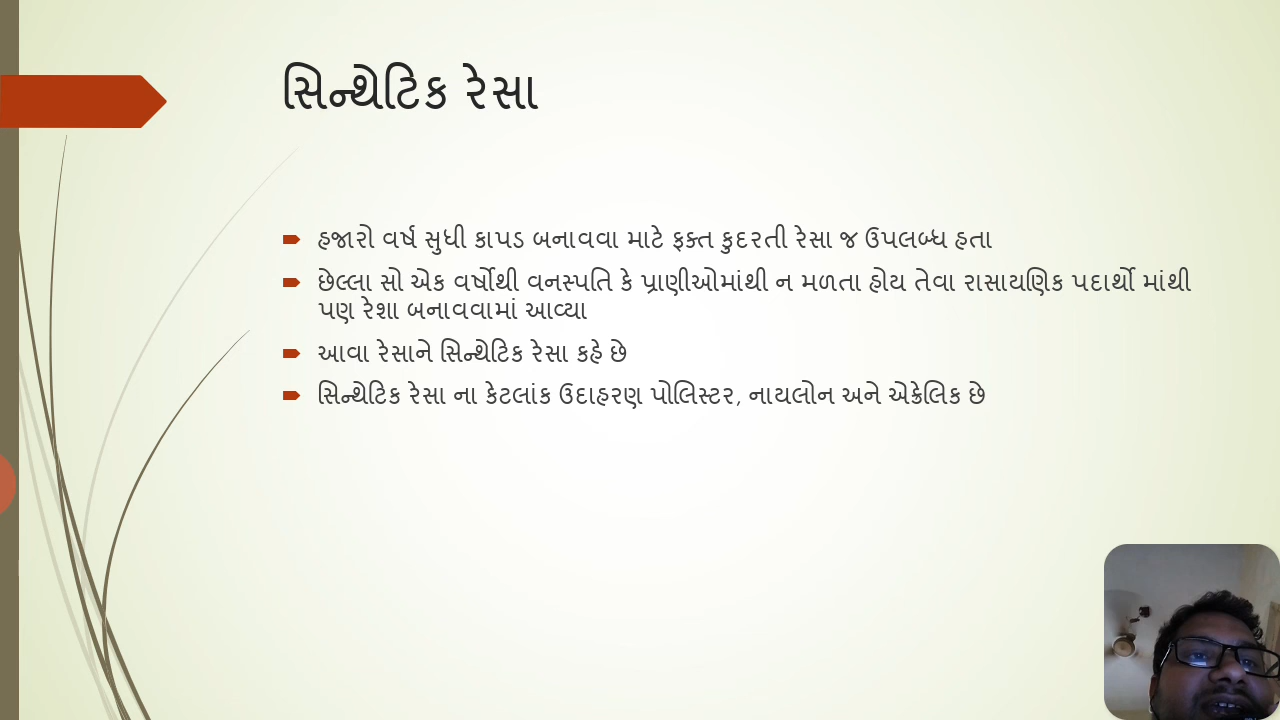 સિન્થેટિક રેસા
હજારો વર્ષ સુધી કાપડ બનાવવા માટે ફક્ત કુદરતી રેસા જ ઉપલબ્ધ હતા
છેલ્લા સો એક વર્ષોથી વનસ્પતિ કે પ્રાણીઓમાંથી ન મળતા હોય તેવા રાસાયણિક પદાર્થો માંથી
પણ રેશા બનાવવામાં આવ્યા
આવા રેસાને સિન્થેટિક રેસા કહે છે
સિન્થેટિક રેસા ના કેટલાંક ઉદાહરણ પોલિસ્ટર, નાયલોન અને એક્રેલિક છે